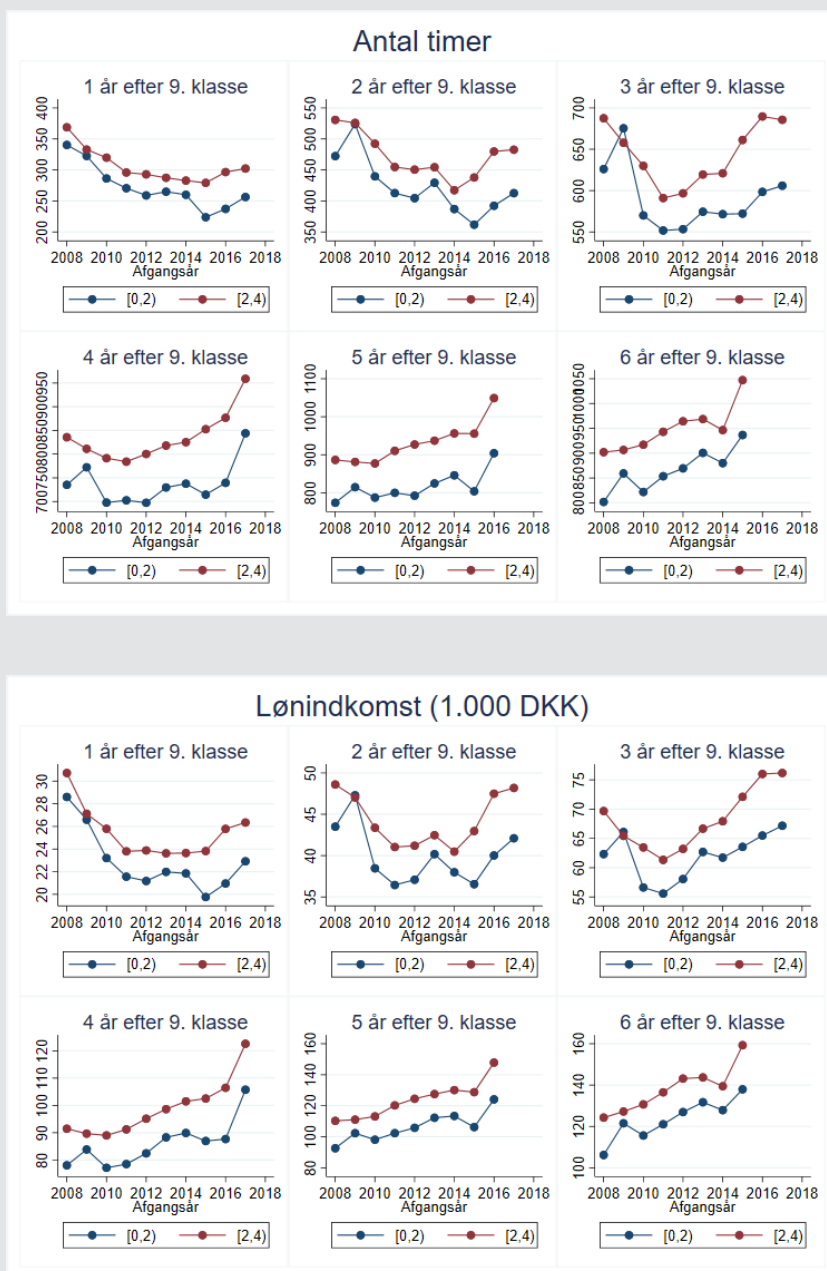 Antal timer
1 år efter 9. klasse
200 250 300 350 400
2008 2010 2012 2014 2016 2018
Afgangsår
[0,2) [2,4)
2 år efter 9. klasse
350 400 450 500 550
2008 2010 2012 2014 2016 2018
Afgangsår
[0,2) [2,4)
3 år efter 9. klasse
550 600 650 700
2008 2010 2012 2014 2016 2018
Afgangsår
[0,2) [2,4)
4 år efter 9. klasse
700 750 800 850 900 950
2008 2010 2012 2014 2016 2018
Afgangsår
[0,2) [2,4)
5 år efter 9. klasse
800 900 1000 1100
2008 2010 2012 2014 2016 2018
Afgangsår
[0,2) [2,4)
6 år efter 9. klasse
800 850 900 950 1000 1050
2008 2010 2012 2014 2016 2018
Afgangsår
[0,2) [2,4)
Lønindkomst (1.000 DKK)
1 år efter 9. klasse
20 22 24 26 28 30
2008 2010 2012 2014 2016 2018
Afgangsår
[0,2) [2,4)
2 år efter 9. klasse
35 40 45 50
2008 2010 2012 2014 2016 2018
Afgangsår
[0,2) [2,4)
3 år efter 9. klasse
55 60 65 70 75
2008 2010 2012 2014 2016 2018
Afgangsår
[0,2) [2,4)
4 år efter 9. klasse
80 90 100 110 120
2008 2010 2012 2014 2016 2018
Afgangsår
[0,2) [2,4)
5 år efter 9. klasse
80 100 120 140 160
2008 2010 2012 2014 2016 2018
Afgangsår
[0,2) [2,4)
6 år efter 9. klasse
100 120 140 160
2008 2010 2012 2014 2016 2018
Afgangsår
[0,2) [2,4)